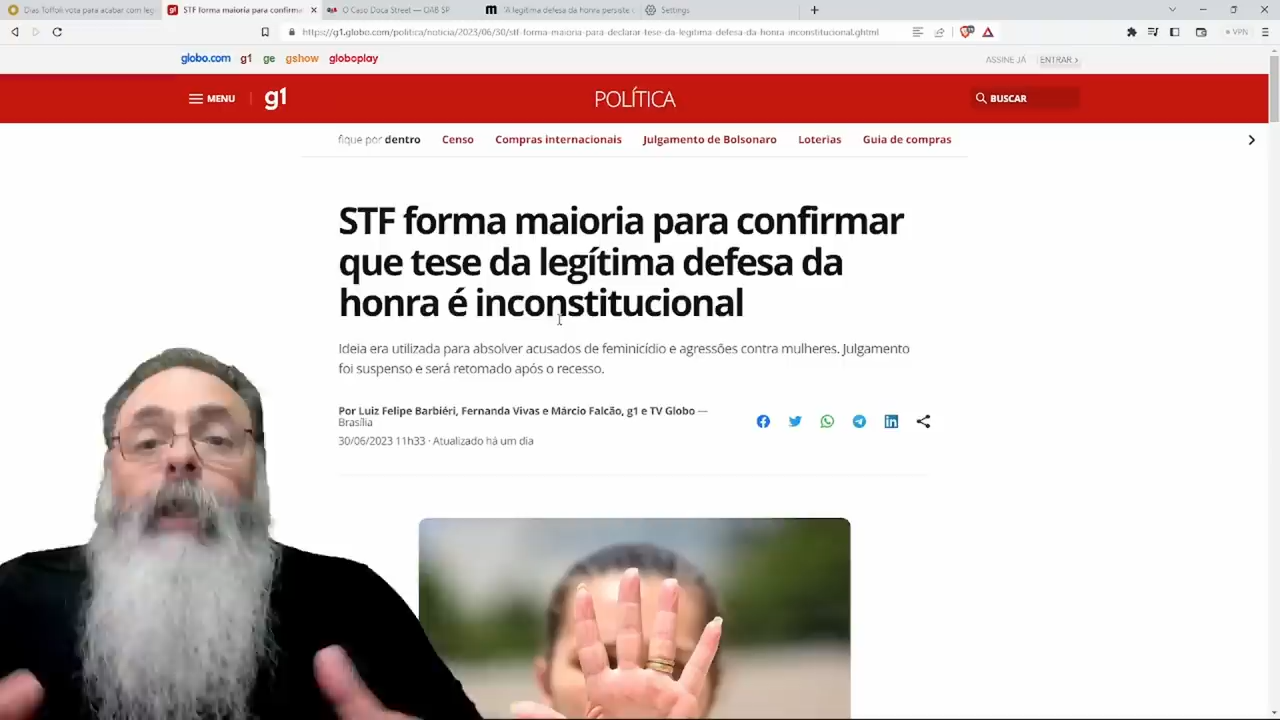 Dias Toffoli vota para acabar com leg
STF forma maioria para confirma
O Caso Doca Street — OAB SP
"A legítima defesa da honra persiste
Settings
https://g1.globo.com/politica/noticia/2023/06/30/stf-forma-maioria-para-declarar-tese-da-legitima-defesa-da-honra-inconstitucional.ghtml
VPN
globo.com g1 ge gshow globoplay
ASSINE JÁ ENTRAR >
MENU g1 POLÍTICA BUSCAR
fique por dentro Censo Compras internacionais Julgamento de Bolsonaro Loterias Guia de compras
STF forma maioria para confirmar
que tese da legítima defesa da
honra é inconstitucional
Ideia era utilizada para absolver acusados de feminicídio e agressões contra mulheres. Julgamento
foi suspenso e será retomado após o recesso.
Por Luiz Felipe Barbiéri, Fernanda Vivas e Márcio Falcão, g1 e TV Globo —
Brasília
30/06/2023 11h33 · Atualizado há um dia